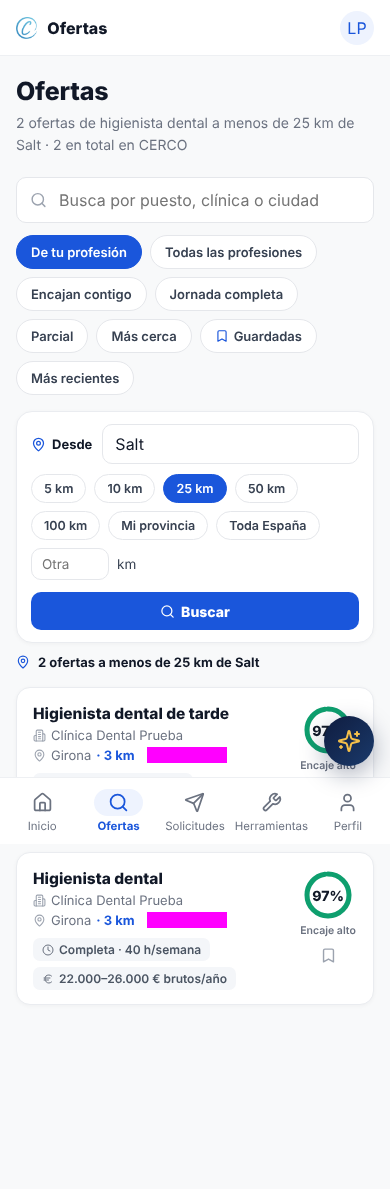 Ofertas
LP
Ofertas
2 ofertas de higienista dental a menos de 25 km de
Salt · 2 en total en CERCO
Busca por puesto, clínica o ciudad
De tu profesión
Todas las profesiones
Encajan contigo
Jornada completa
Parcial
Más cerca
Guardadas
Más recientes
Desde
Salt
5 km
10 km
25 km
50 km
100 km
Mi provincia
Toda España
Otra
km
Buscar
2 ofertas a menos de 25 km de Salt
Higienista dental de tarde
Clínica Dental Prueba
Girona · 3 km
Encaje alto
Inicio
Ofertas
Solicitudes
Herramientas
Perfil
Higienista dental
Clínica Dental Prueba
Girona · 3 km
97%
Encaje alto
Completa · 40 h/semana
€ 22.000–26.000 € brutos/año